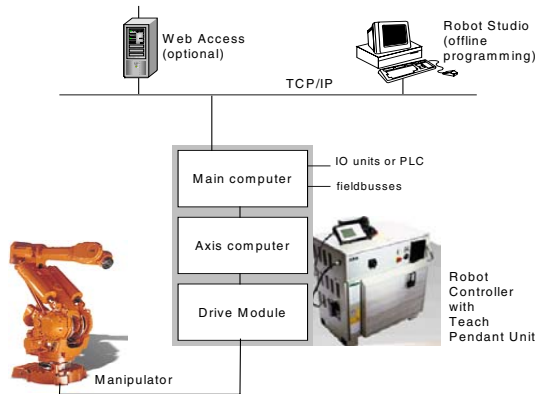 Web Access
(optional)
Robot Studio
(offline
programming)
TCP/IP
Main computer
IO units or PLC
fieldbusses
Axis computer
Drive Module
Robot
Controller
with
Teach
Pendant Unit
Manipulator